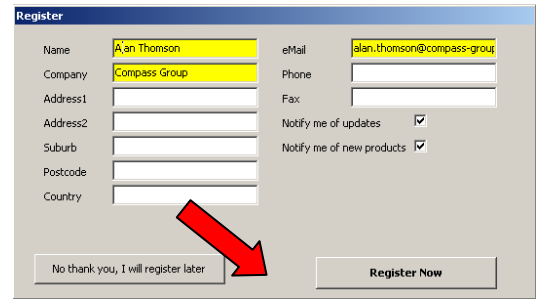 Register
Name
Alan Thomson
Company
Compass Group
Address1
Address2
Suburb
Postcode
Country
eMail
alan.thomson@compass-group
Phone
Fax
Notify me of updates
Notify me of new products
No thank you, I will register later
Register Now